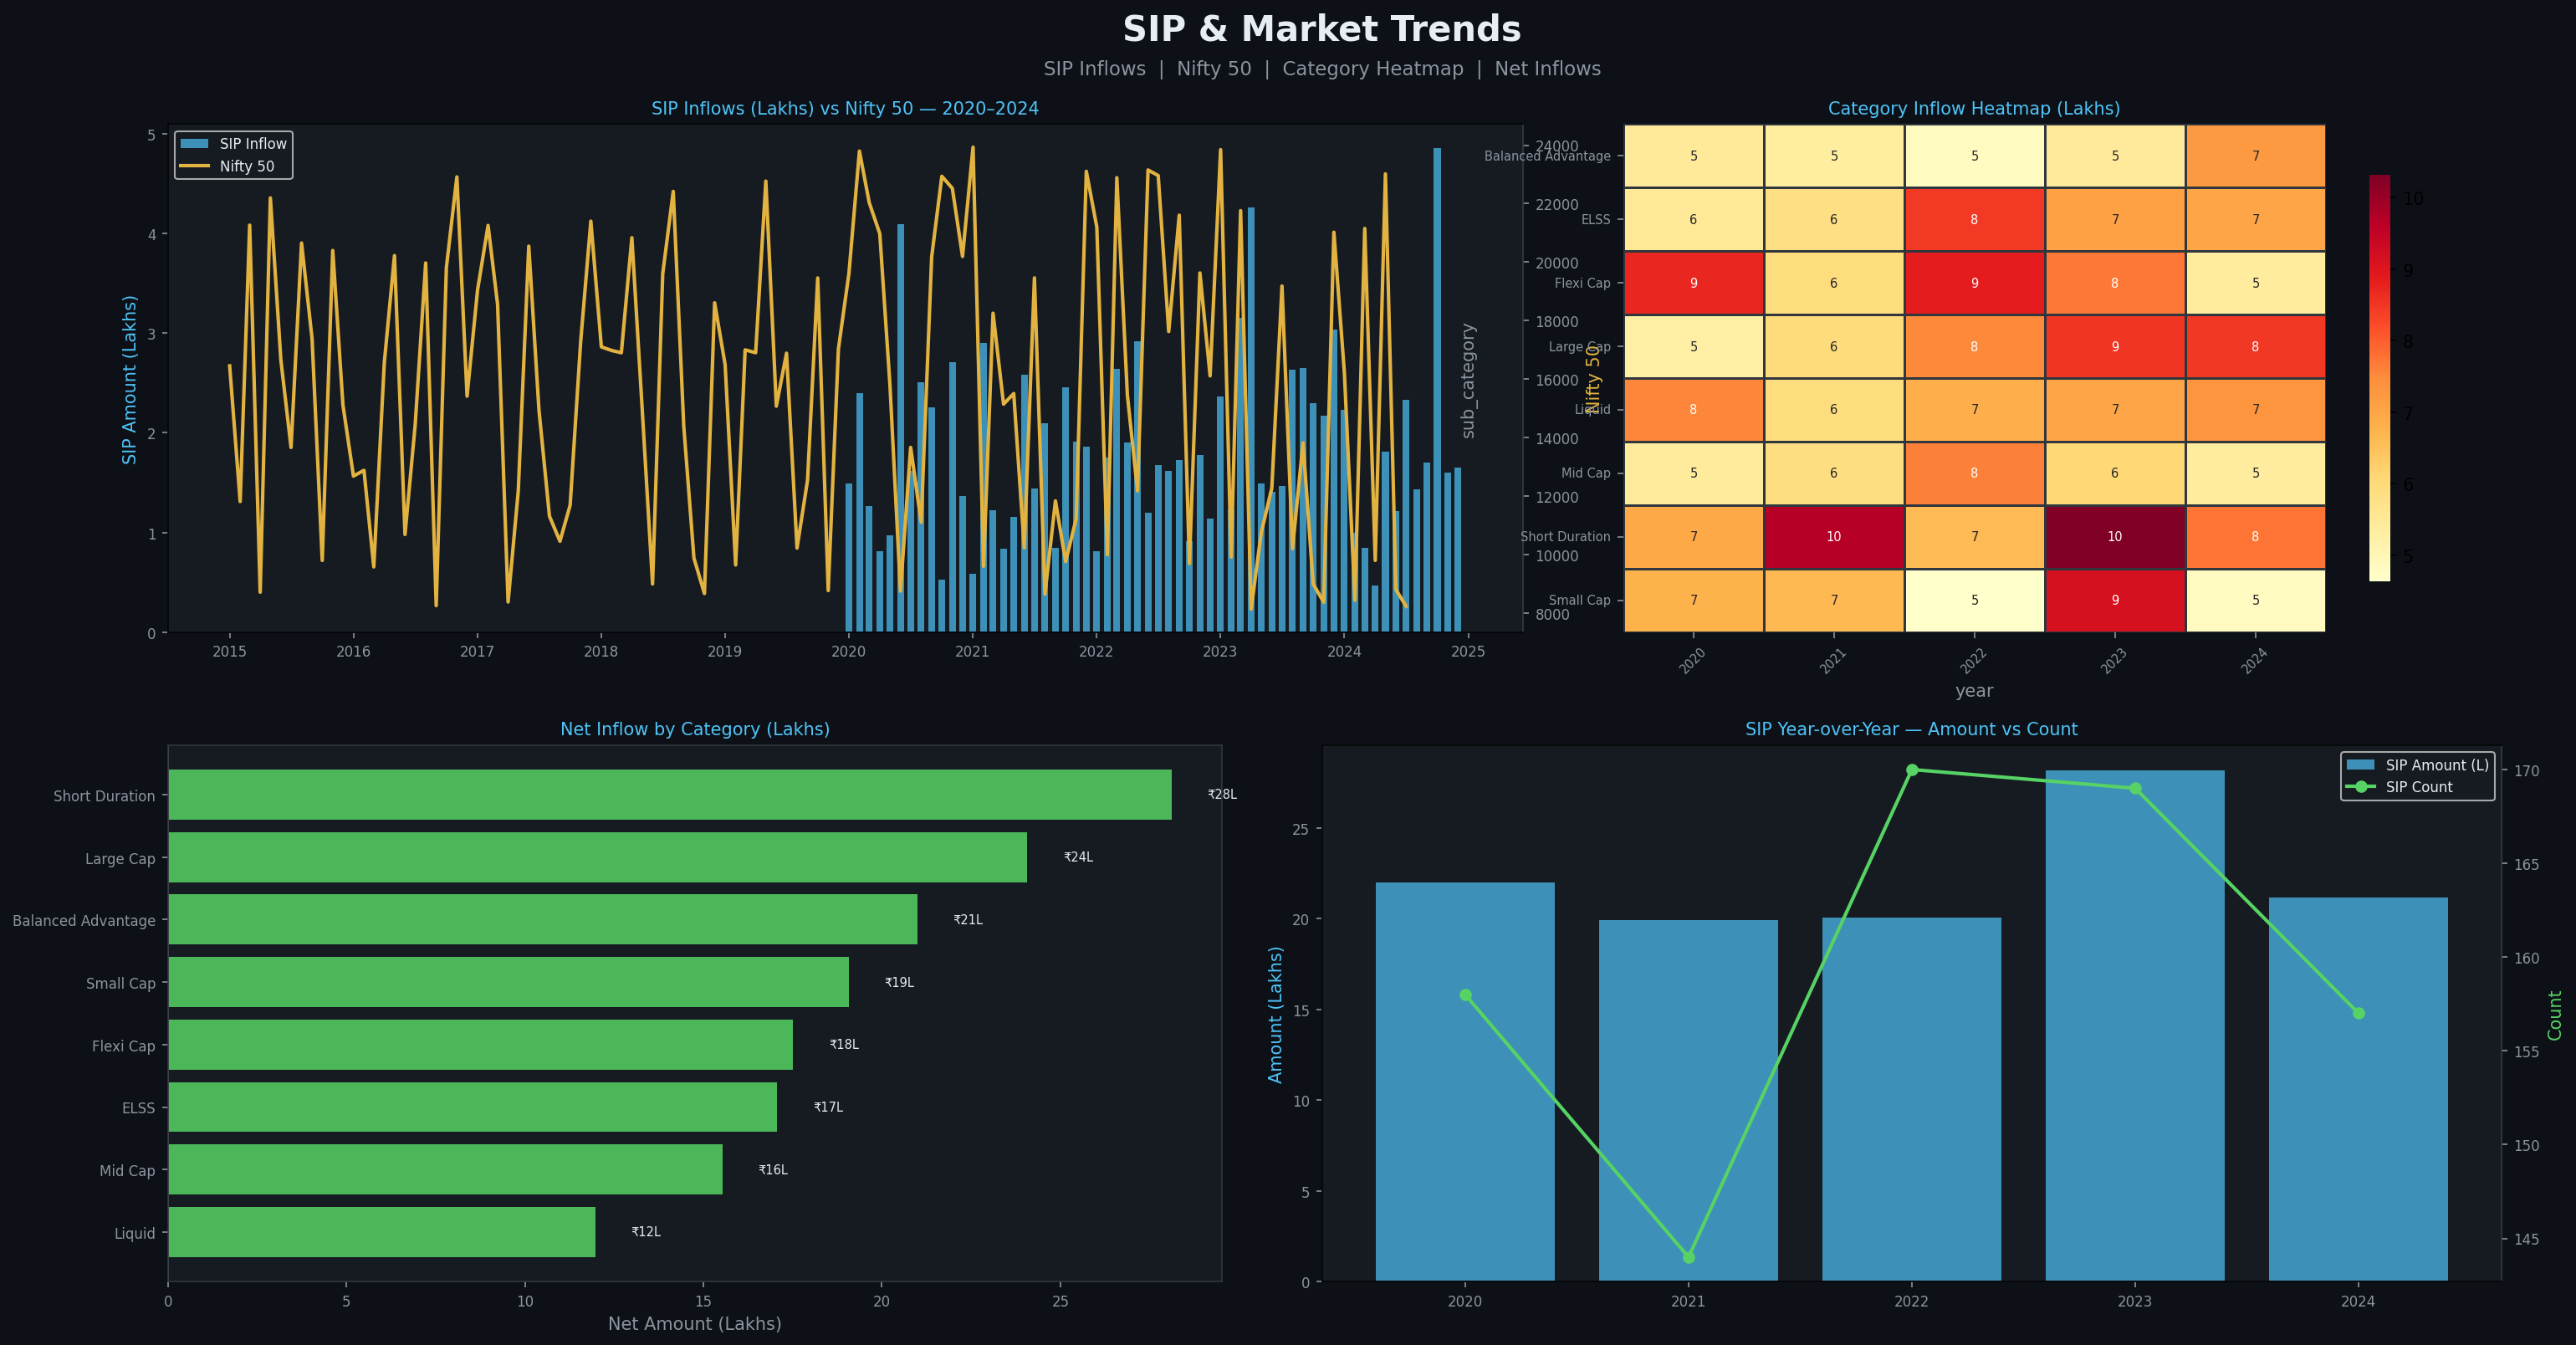 SIP & Market Trends
SIP Inflows | Nifty 50 | Category Heatmap | Net Inflows
SIP Inflows (Lakhs) vs Nifty 50 — 2020–2024
SIP Inflow
Nifty 50
SIP Amount (Lakhs)
5
4
3
2
1
0
2015 2016 2017 2018 2019 2020 2021 2022 2023 2024 2025
24000
22000
20000
18000
16000
14000
12000
10000
8000
Nifty 50
Category Inflow Heatmap (Lakhs)
sub_category
Balanced Advantage 5 5 5 5 7
ELSS 6 6 8 7 7
Flexi Cap 9 6 9 8 5
Large Cap 5 6 8 9 8
Liquid 8 6 7 7 7
Mid Cap 5 6 8 6 5
Short Duration 7 10 7 10 8
Small Cap 7 7 5 9 5
2020 2021 2022 2023 2024
year
10
9
8
7
6
5
Net Inflow by Category (Lakhs)
Short Duration ₹28L
Large Cap ₹24L
Balanced Advantage ₹21L
Small Cap ₹19L
Flexi Cap ₹18L
ELSS ₹17L
Mid Cap ₹16L
Liquid ₹12L
0 5 10 15 20 25
Net Amount (Lakhs)
SIP Year-over-Year — Amount vs Count
SIP Amount (L)
SIP Count
Amount (Lakhs)
25
20
15
10
5
0
2020 2021 2022 2023 2024
170
165
160
155
150
145
Count